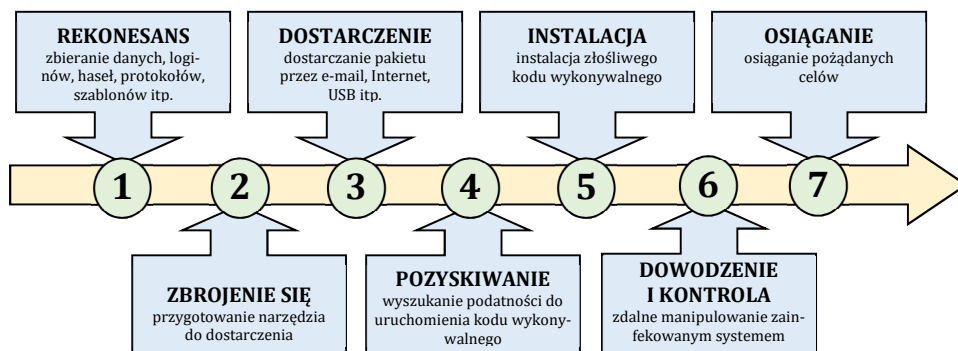 REKONESANS
zbieranie danych, logi-
nów, haseł, protokołów,
szablonów itp.
DOSTARCZENIE
dostarczanie pakietu
przez e-mail, Internet,
USB itp.
INSTALACJA
instalacja złośliwego
kodu wykonywalnego
OSIĄGANIE
osiąganie pożądanych
celów
1
2
3
4
5
6
7
ZBROJENIE SIĘ
przygotowanie narzędzia
do dostarczenia
POZYSKIWANIE
wyszukanie podatności do
uruchomienia kodu wykony-
walnego
DOWODZENIE
I KONTROLA
zdalne manipulowanie zain-
fekowanym systemem